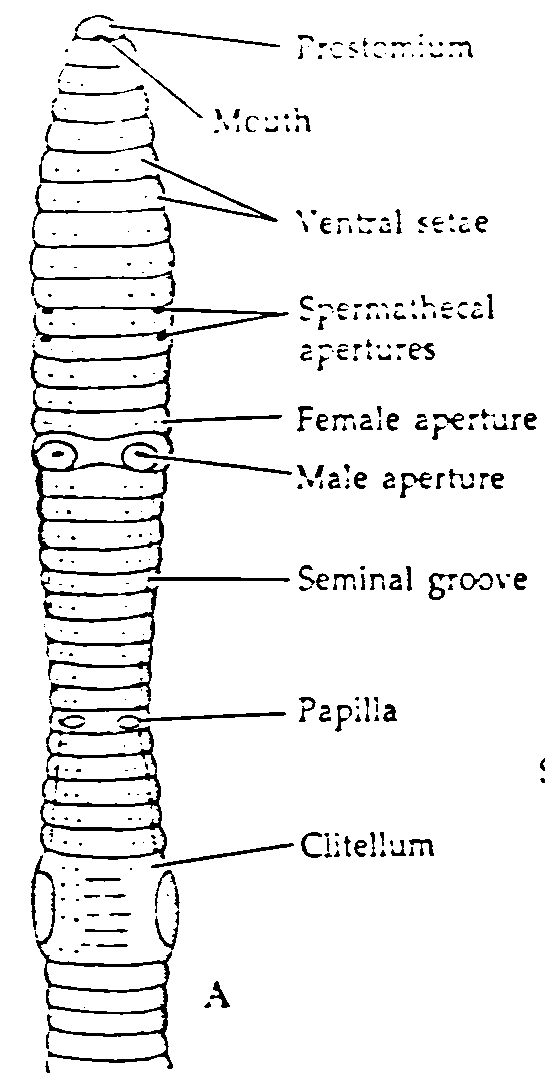 Prostomium
Mouth
Ventral setae
Spermathecal
apertures
Female aperture
Male aperture
Seminal groove
Papilla
Clitellum
A